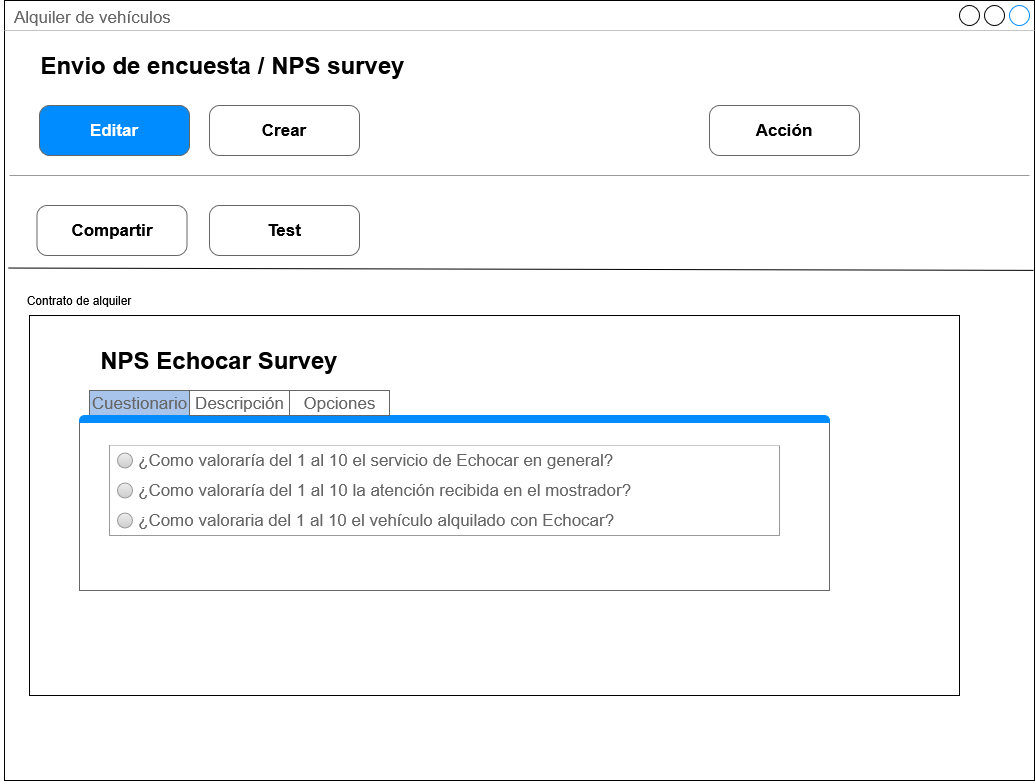 Alquiler de vehículos
Envio de encuesta / NPS survey
Editar
Crear
Acción
Compartir
Test
Contrato de alquiler
NPS Echocar Survey
Cuestionario
Descripción
Opciones
¿Como valoraría del 1 al 10 el servicio de Echocar en general?
¿Como valoraría del 1 al 10 la atención recibida en el mostrador?
¿Como valoraria del 1 al 10 el vehículo alquilado con Echocar?